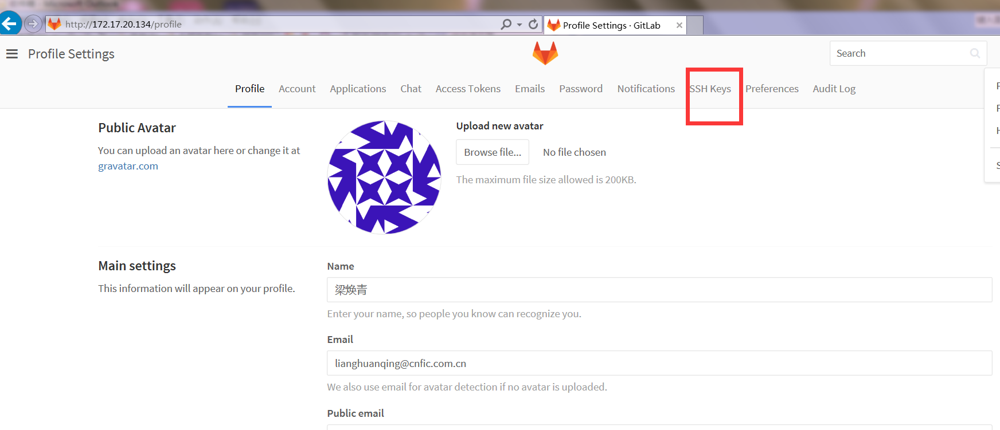 http://172.17.20.134/profile
Profile Settings · GitLab
Profile Settings
Search
Profile Account Applications Chat Access Tokens Emails Password Notifications SSH Keys Preferences Audit Log
Public Avatar
You can upload an avatar here or change it at
gravatar.com
Upload new avatar
Browse file... No file chosen
The maximum file size allowed is 200KB.
Main settings
This information will appear on your profile.
Name
梁焕青
Enter your name, so people you know can recognize you.
Email
lianghuanqing@cnfic.com.cn
We also use email for avatar detection if no avatar is uploaded.
Public email